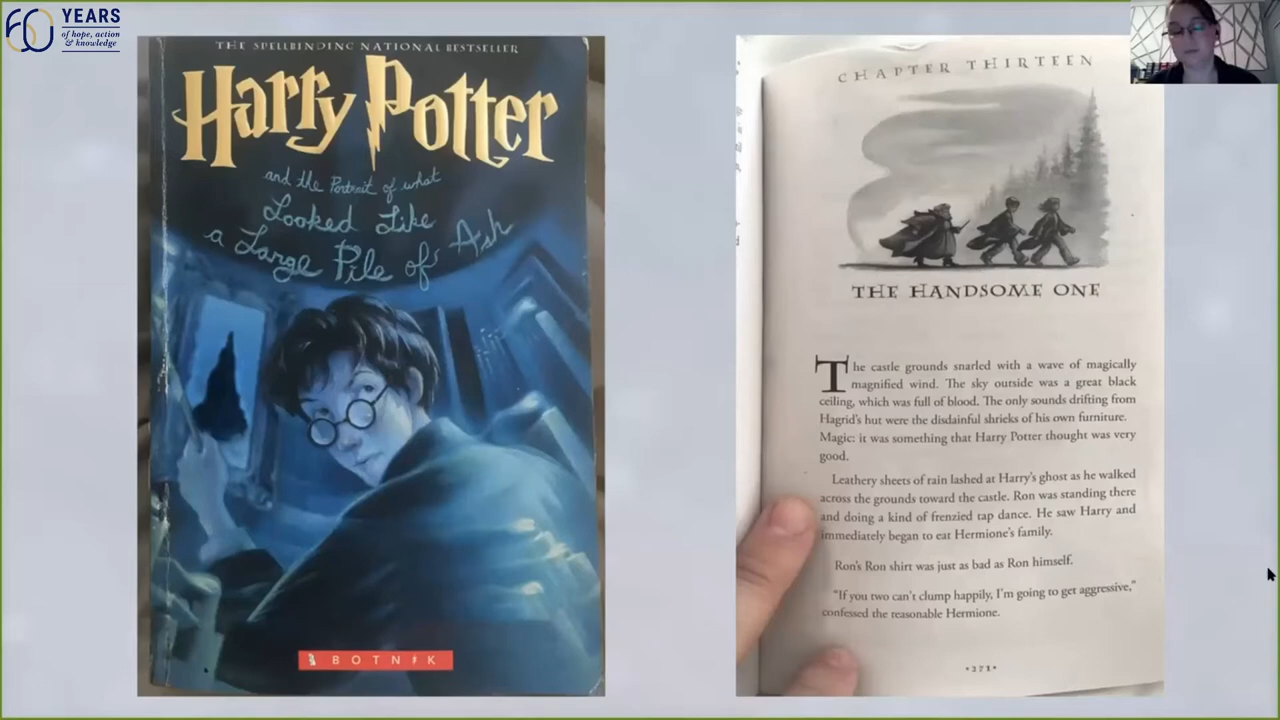 60 YEARS
of hope, action
& knowledge
THE SPELLBINDING NATIONAL BESTSELLER
Harry Potter
and the Portrait of what
Looked Like
a Large Pile of Ash
BOTNIK
CHAPTER THIRTEEN
THE HANDSOME ONE
The castle grounds snarled with a wave of magically
magnified wind. The sky outside was a great black
ceiling, which was full of blood. The only sounds drifting from
Hagrid's hut were the disdainful shrieks of his own furniture.
Magic: it was something that Harry Potter thought was very
good.
Leathery sheets of rain lashed at Harry's ghost as he walked
across the grounds toward the castle. Ron was standing there
and doing a kind of frenzied tap dance. He saw Harry and
immediately began to eat Hermione's family.
Ron's Ron shirt was just as bad as Ron himself.
"If you two can't clump happily, I'm going to get aggressive,"
confessed the reasonable Hermione.
•271•